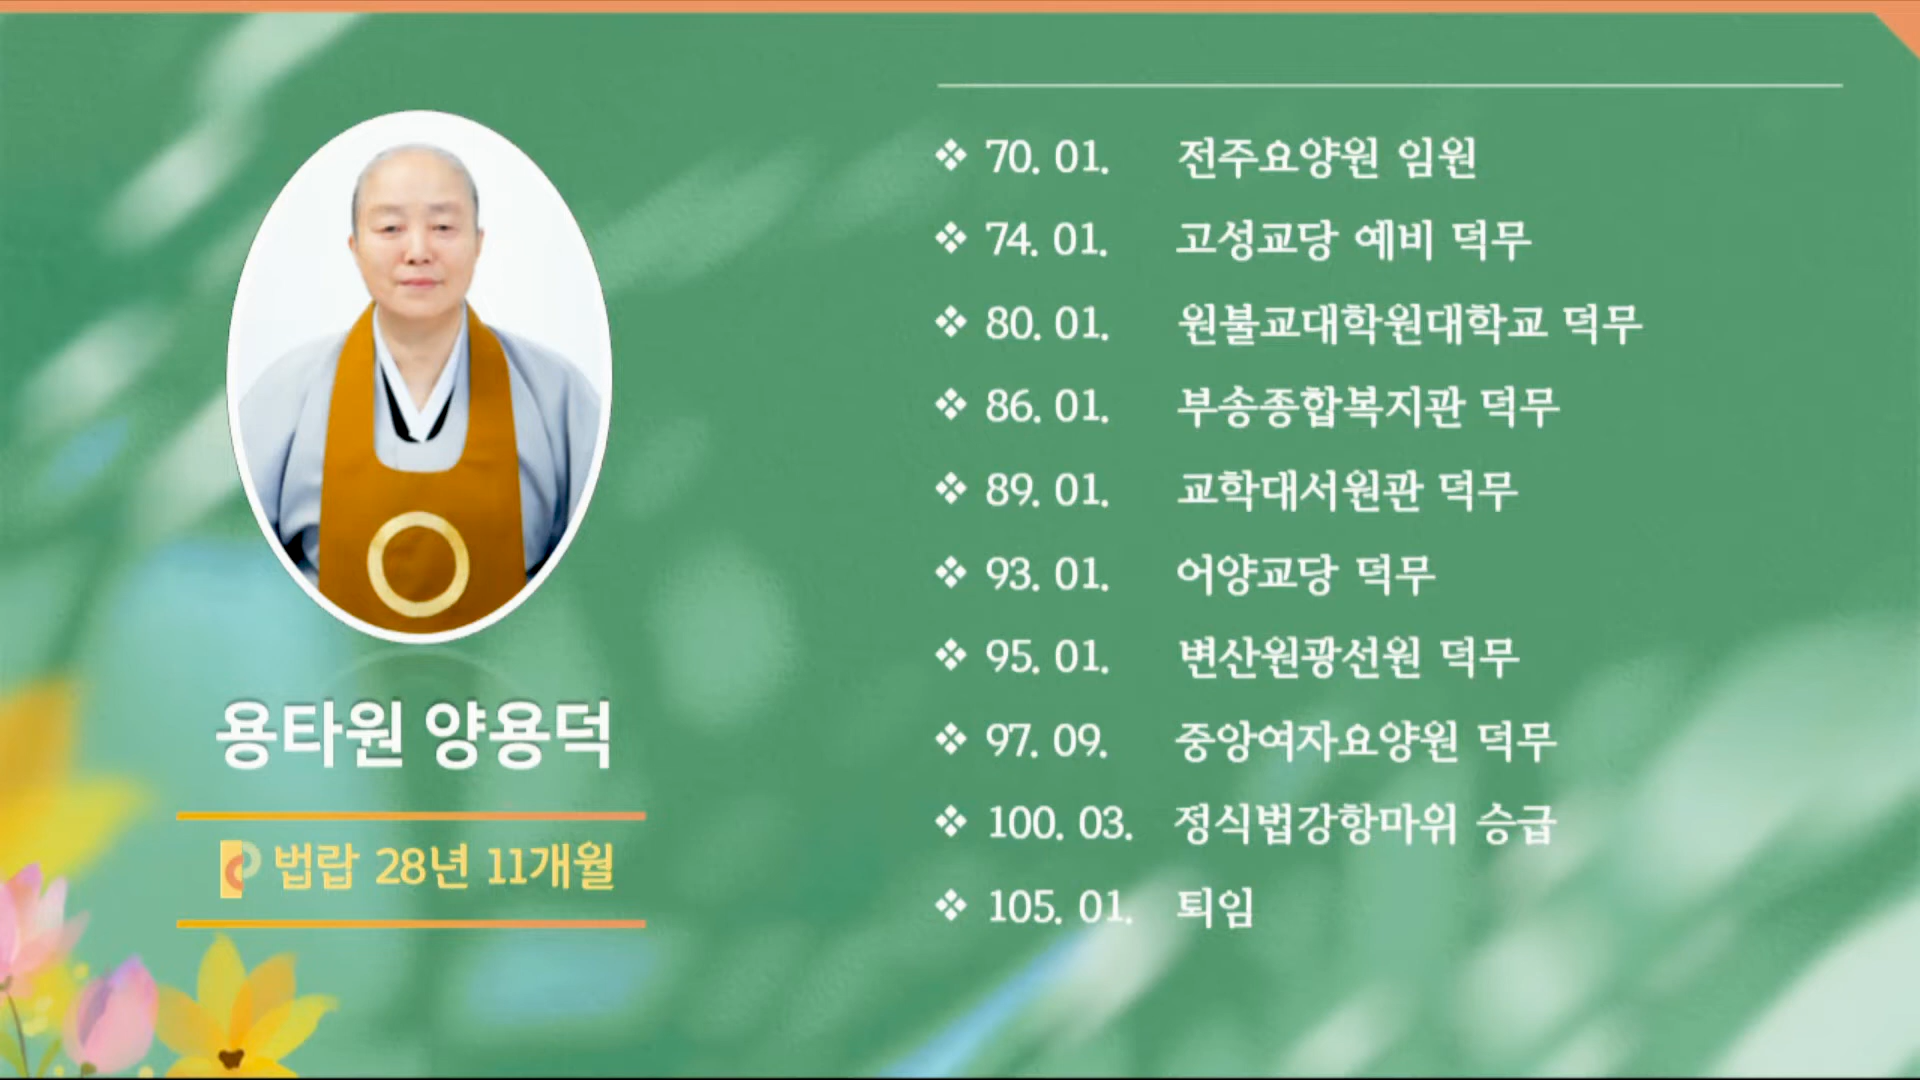 용타원 양용덕
법랍 28년 11개월
❖ 70. 01. 전주요양원 임원
❖ 74. 01. 고성교당 예비 덕무
❖ 80. 01. 원불교대학원대학교 덕무
❖ 86. 01. 부송종합복지관 덕무
❖ 89. 01. 교학대서원관 덕무
❖ 93. 01. 어양교당 덕무
❖ 95. 01. 변산원광선원 덕무
❖ 97. 09. 중앙여자요양원 덕무
❖ 100. 03. 정식법강항마위 승급
❖ 105. 01. 퇴임